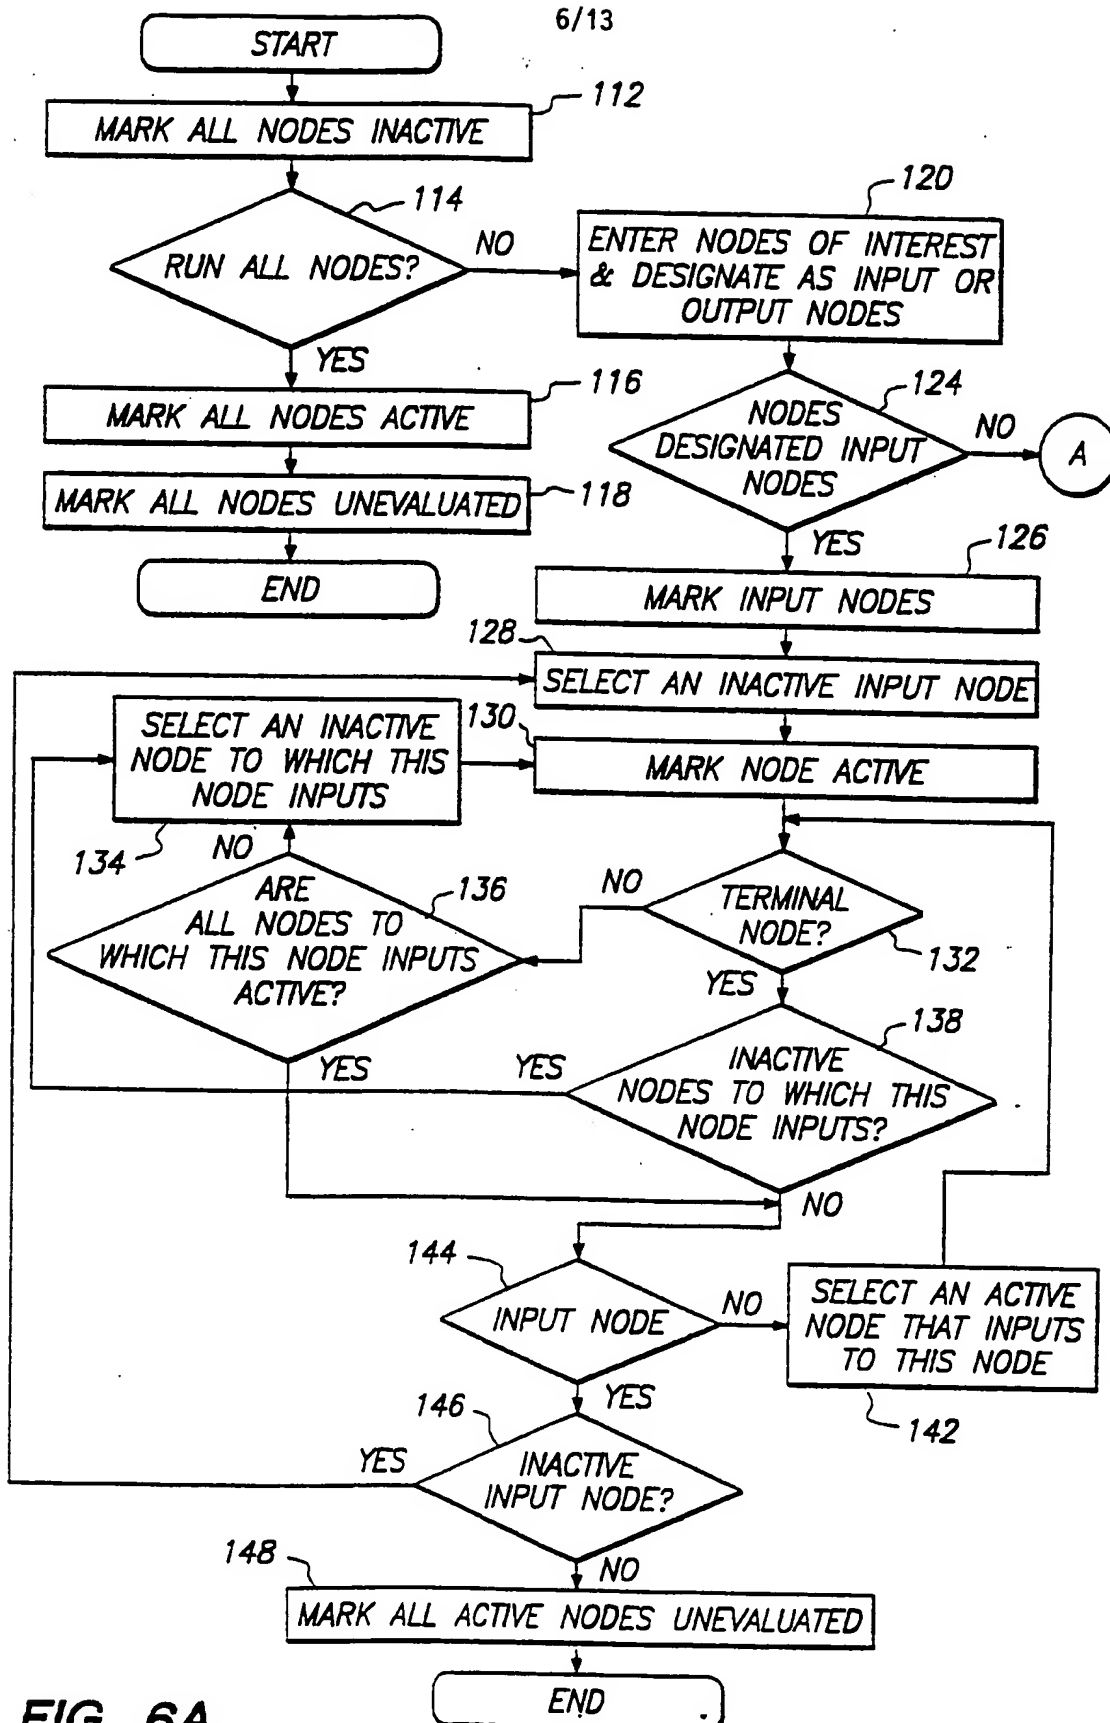 6/13
START
112
MARK ALL NODES INACTIVE
114
RUN ALL NODES?
NO
120
ENTER NODES OF INTEREST
& DESIGNATE AS INPUT OR
OUTPUT NODES
YES
116
MARK ALL NODES ACTIVE
124
NODES
DESIGNATED INPUT
NODES
NO
A
118
MARK ALL NODES UNEVALUATED
YES
END
126
MARK INPUT NODES
128
SELECT AN INACTIVE INPUT NODE
SELECT AN INACTIVE
NODE TO WHICH THIS
NODE INPUTS
130
MARK NODE ACTIVE
134
NO
ARE
ALL NODES TO
WHICH THIS NODE INPUTS
ACTIVE?
136
NO
TERMINAL
NODE?
132
YES
138
YES
YES
INACTIVE
NODES TO WHICH THIS
NODE INPUTS?
NO
144
INPUT NODE
NO
SELECT AN ACTIVE
NODE THAT INPUTS
TO THIS NODE
142
YES
146
YES
INACTIVE
INPUT NODE?
NO
148
MARK ALL ACTIVE NODES UNEVALUATED
END
FIG. 6A